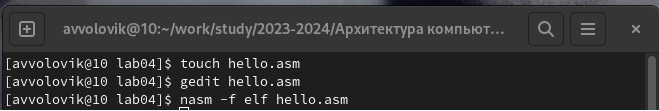 avvolovik@10:~/work/study/2023-2024/Архитектура компьют...
[avvolovik@10 lab04]$ touch hello.asm
[avvolovik@10 lab04]$ gedit hello.asm
[avvolovik@10 lab04]$ nasm -f elf hello.asm